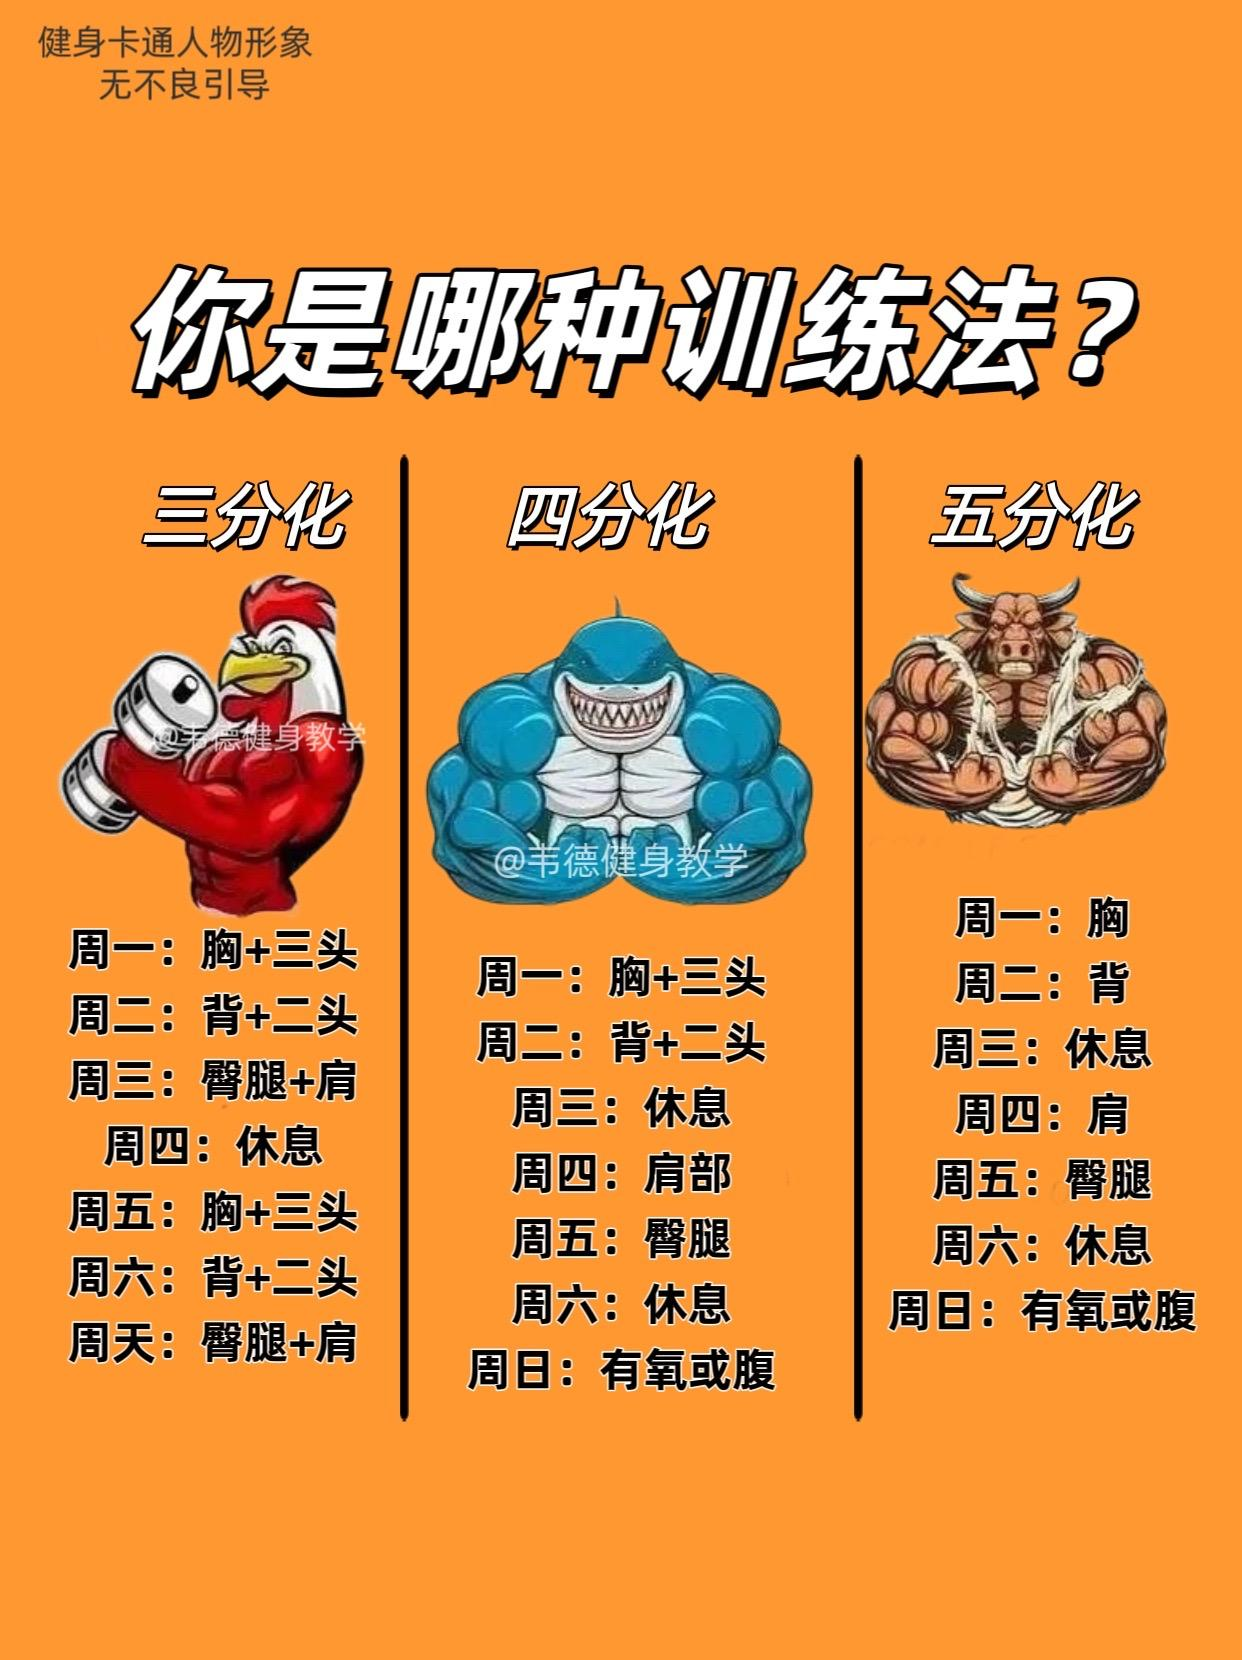 健身卡通人物形象
无不良引导
你是哪种训练法？
三分化
@韦德健身教学
周一：胸+三头
周二：背+二头
周三：臀腿+肩
周四：休息
周五：胸+三头
周六：背+二头
周天：臀腿+肩
四分化
@韦德健身教学
周一：胸+三头
周二：背+二头
周三：休息
周四：肩部
周五：臀腿
周六：休息
周日：有氧或腹
五分化
周一：胸
周二：背
周三：休息
周四：肩
周五：臀腿
周六：休息
周日：有氧或腹